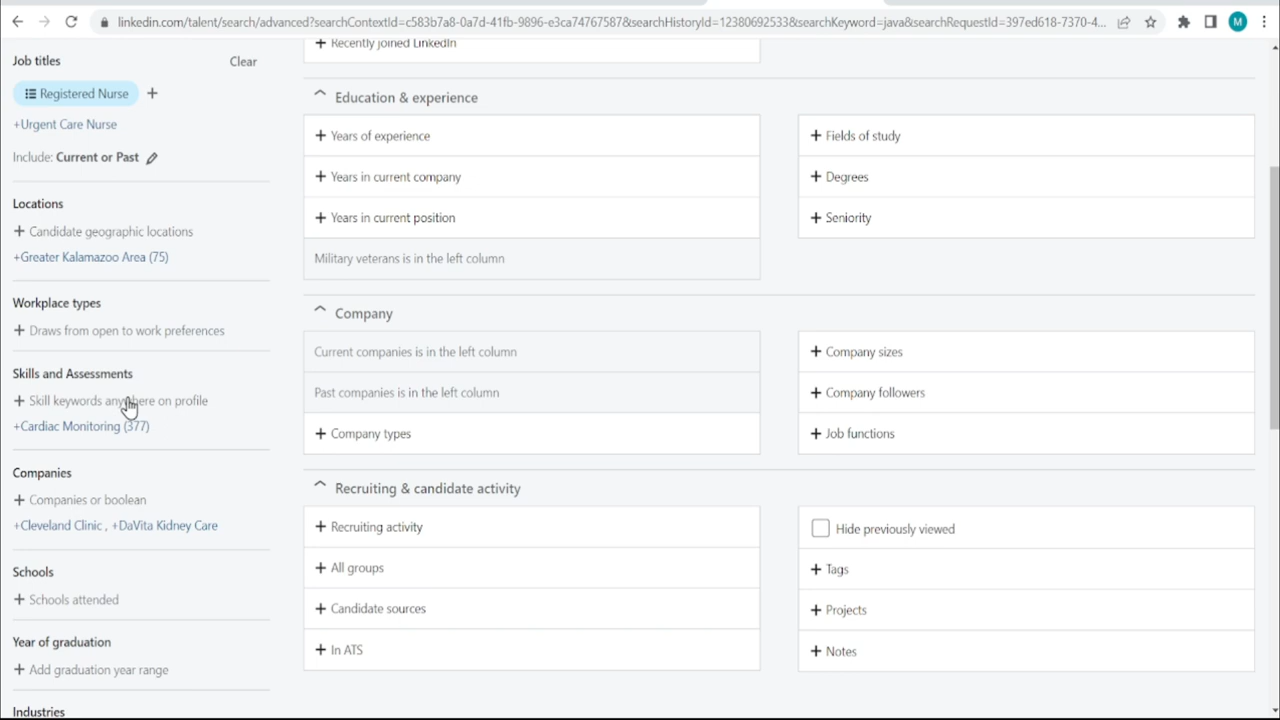 linkedin.com/talent/search/advanced?searchContextId=c583b7a8-0a7d-41fb-9896-e3ca74767587&searchHistoryId=12380692533&searchKeyword=java&searchRequestId=397ed618-7370-4...
M
Job titles
Clear
Registered Nurse
+Urgent Care Nurse
Include: Current or Past
Locations
+ Candidate geographic locations
+Greater Kalamazoo Area (75)
Workplace types
+ Draws from open to work preferences
Skills and Assessments
+ Skill keywords anywhere on profile
+Cardiac Monitoring (377)
Companies
+ Companies or boolean
+Cleveland Clinic , +DaVita Kidney Care
Schools
+ Schools attended
Year of graduation
+ Add graduation year range
Industries
+ Recently joined LinkedIn
Education & experience
+ Years of experience
+ Years in current company
+ Years in current position
Military veterans is in the left column
+ Fields of study
+ Degrees
+ Seniority
Company
Current companies is in the left column
Past companies is in the left column
+ Company types
+ Company sizes
+ Company followers
+ Job functions
Recruiting & candidate activity
+ Recruiting activity
+ All groups
+ Candidate sources
+ In ATS
Hide previously viewed
+ Tags
+ Projects
+ Notes